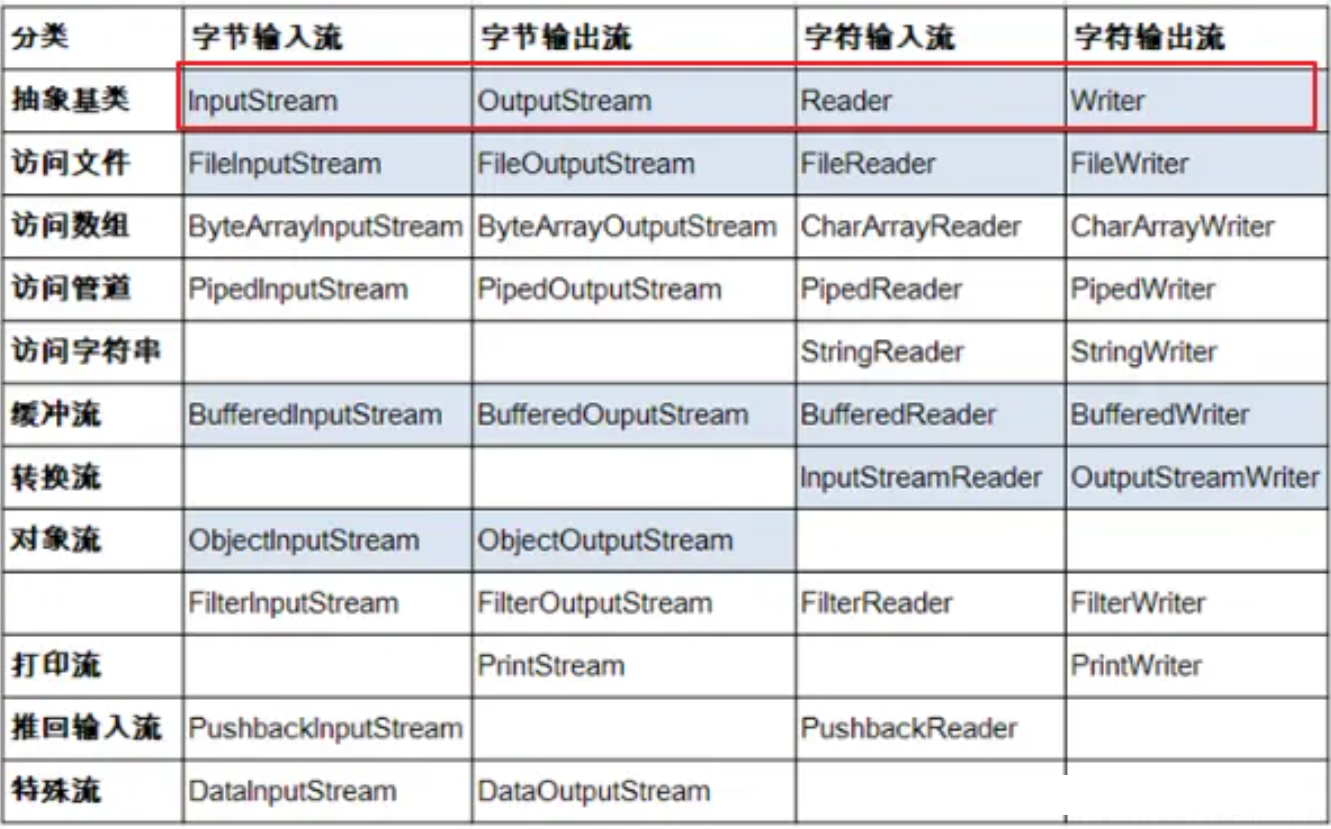 分类 字节输入流 字节输出流 字符输入流 字符输出流
抽象基类 InputStream OutputStream Reader Writer
访问文件 FileInputStream FileOutputStream FileReader FileWriter
访问数组 ByteArrayInputStream ByteArrayOutputStream CharArrayReader CharArrayWriter
访问管道 PipedInputStream PipedOutputStream PipedReader PipedWriter
访问字符串 StringReader StringWriter
缓冲流 BufferedInputStream BufferedOuputStream BufferedReader BufferedWriter
转换流 InputStreamReader OutputStreamWriter
对象流 ObjectInputStream ObjectOutputStream
FilterInputStream FilterOutputStream FilterReader FilterWriter
打印流 PrintStream PrintWriter
推回输入流 PushbackInputStream PushbackReader
特殊流 DataInputStream DataOutputStream